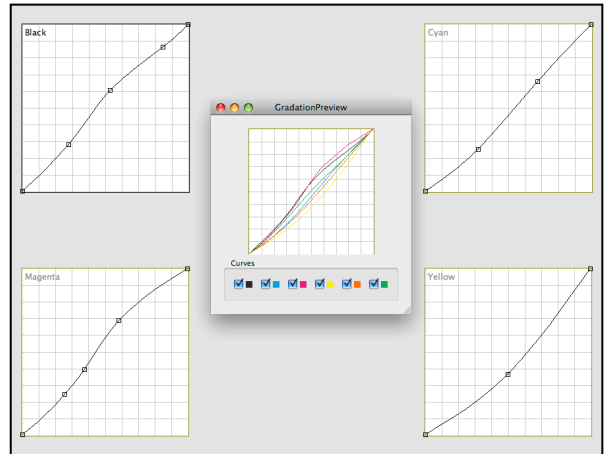 Black
Cyan
GradationPreview
Curves
Magenta
Yellow